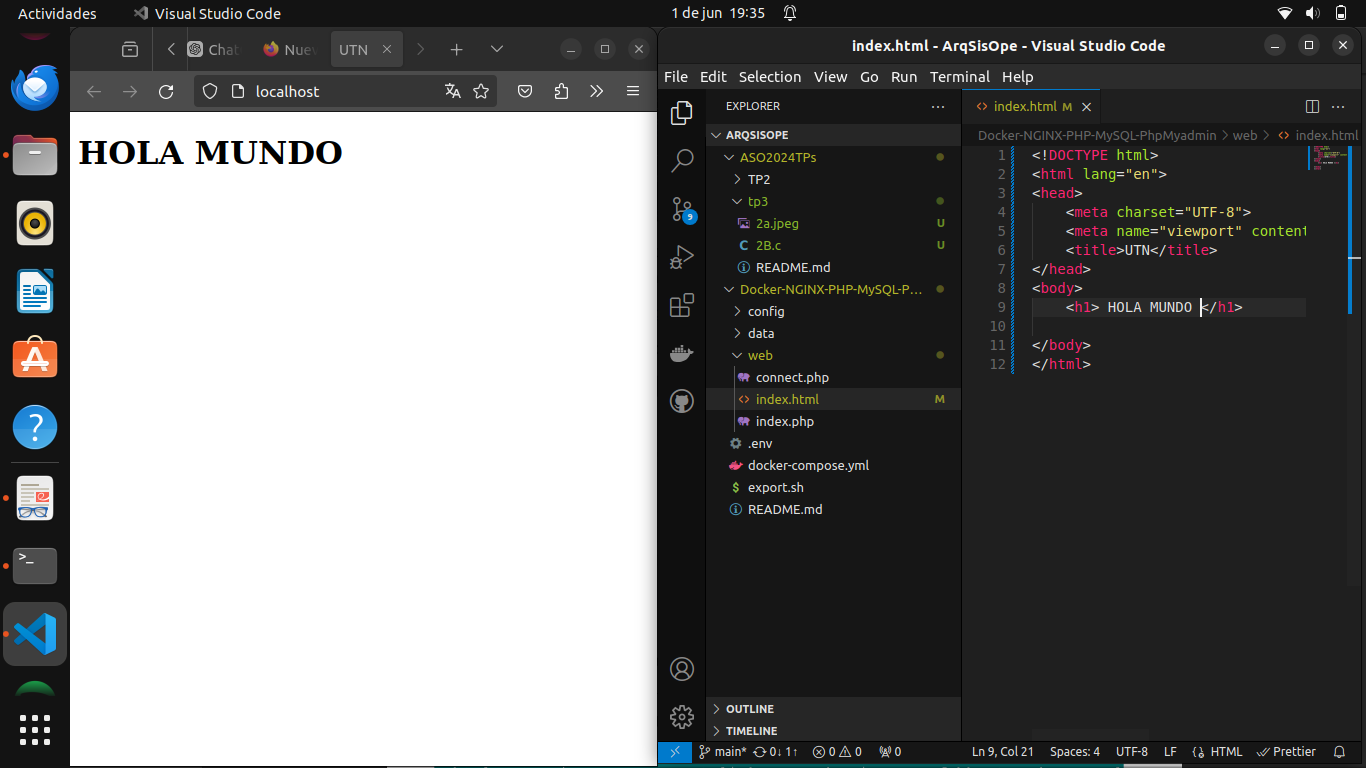 Actividades
Visual Studio Code
1 de jun 19:35
Nuev
UTN
localhost
HOLA MUNDO
index.html - ArqSisOpe - Visual Studio Code
File Edit Selection View Go Run Terminal Help
EXPLORER
ARQSISOPE
ASO2024TPs
TP2
tp3
2a.jpeg U
2B.c U
README.md
Docker-NGINX-PHP-MySQL-P...
config
data
web
connect.php
index.html M
index.php
.env
docker-compose.yml
export.sh
README.md
OUTLINE
TIMELINE
9
index.html M
Docker-NGINX-PHP-MySQL-PhpMyadmin > web > index.html
1 <!DOCTYPE html>
2 <html lang="en">
3 <head>
4 <meta charset="UTF-8">
5 <meta name="viewport" content
6 <title>UTN</title>
7 </head>
8 <body>
9 <h1> HOLA MUNDO </h1>
10
11 </body>
12 </html>
main* 0↓ 1↑ 0 0 0
Ln 9, Col 21 Spaces: 4 UTF-8 LF HTML Prettier